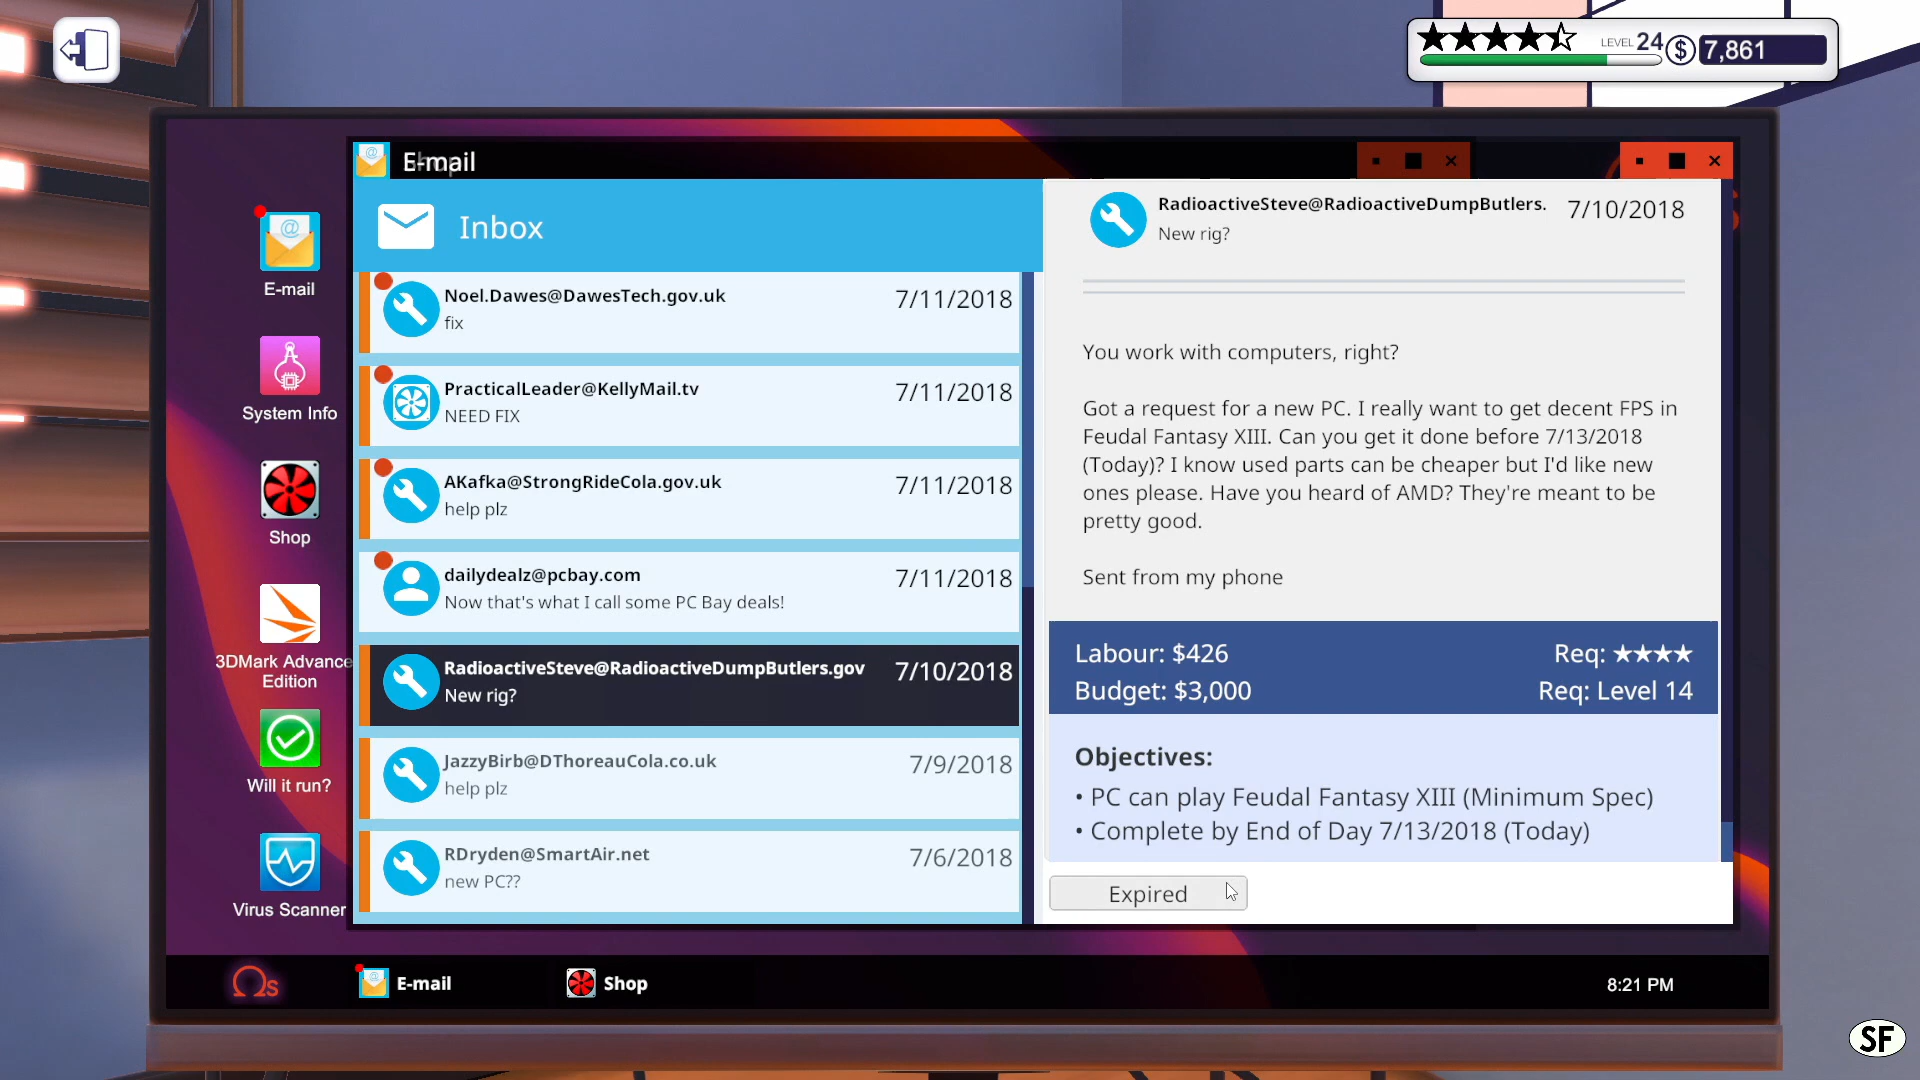 LEVEL 24
$ 7,861
E-mail
Inbox
Noel.Dawes@DawesTech.gov.uk 7/11/2018
fix
PracticalLeader@KellyMail.tv 7/11/2018
NEED FIX
AKafka@StrongRideCola.gov.uk 7/11/2018
help plz
dailydealz@pcbay.com 7/11/2018
Now that's what I call some PC Bay deals!
RadioactiveSteve@RadioactiveDumpButlers.gov 7/10/2018
New rig?
JazzyBirb@DThoreauCola.co.uk 7/9/2018
help plz
RDryden@SmartAir.net 7/6/2018
new PC??
RadioactiveSteve@RadioactiveDumpButlers. 7/10/2018
New rig?
You work with computers, right?
Got a request for a new PC. I really want to get decent FPS in
Feudal Fantasy XIII. Can you get it done before 7/13/2018
(Today)? I know used parts can be cheaper but I'd like new
ones please. Have you heard of AMD? They're meant to be
pretty good.
Sent from my phone
Labour: $426 Req: ★★★★
Budget: $3,000 Req: Level 14
Objectives:
• PC can play Feudal Fantasy XIII (Minimum Spec)
• Complete by End of Day 7/13/2018 (Today)
Expired
E-mail
System Info
Shop
3DMark Advance
Edition
Will it run?
Virus Scanner
Ωs
E-mail
Shop
8:21 PM
SF